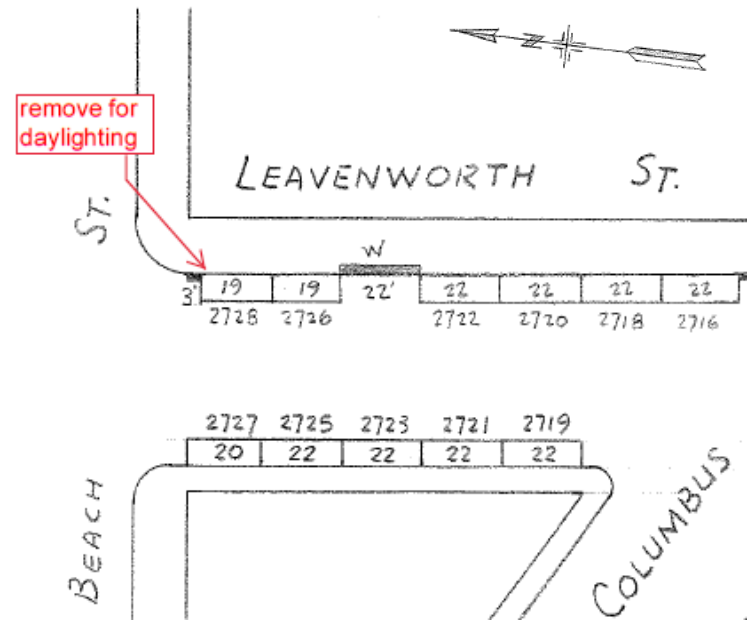 N
remove for
daylighting
LEAVENWORTH ST.
ST.
W
3' 19 19 22' 22 22 22 22
2728 2726 2722 2720 2718 2716
2727 2725 2723 2721 2719
20 22 22 22 22
BEACH
COLUMBUS